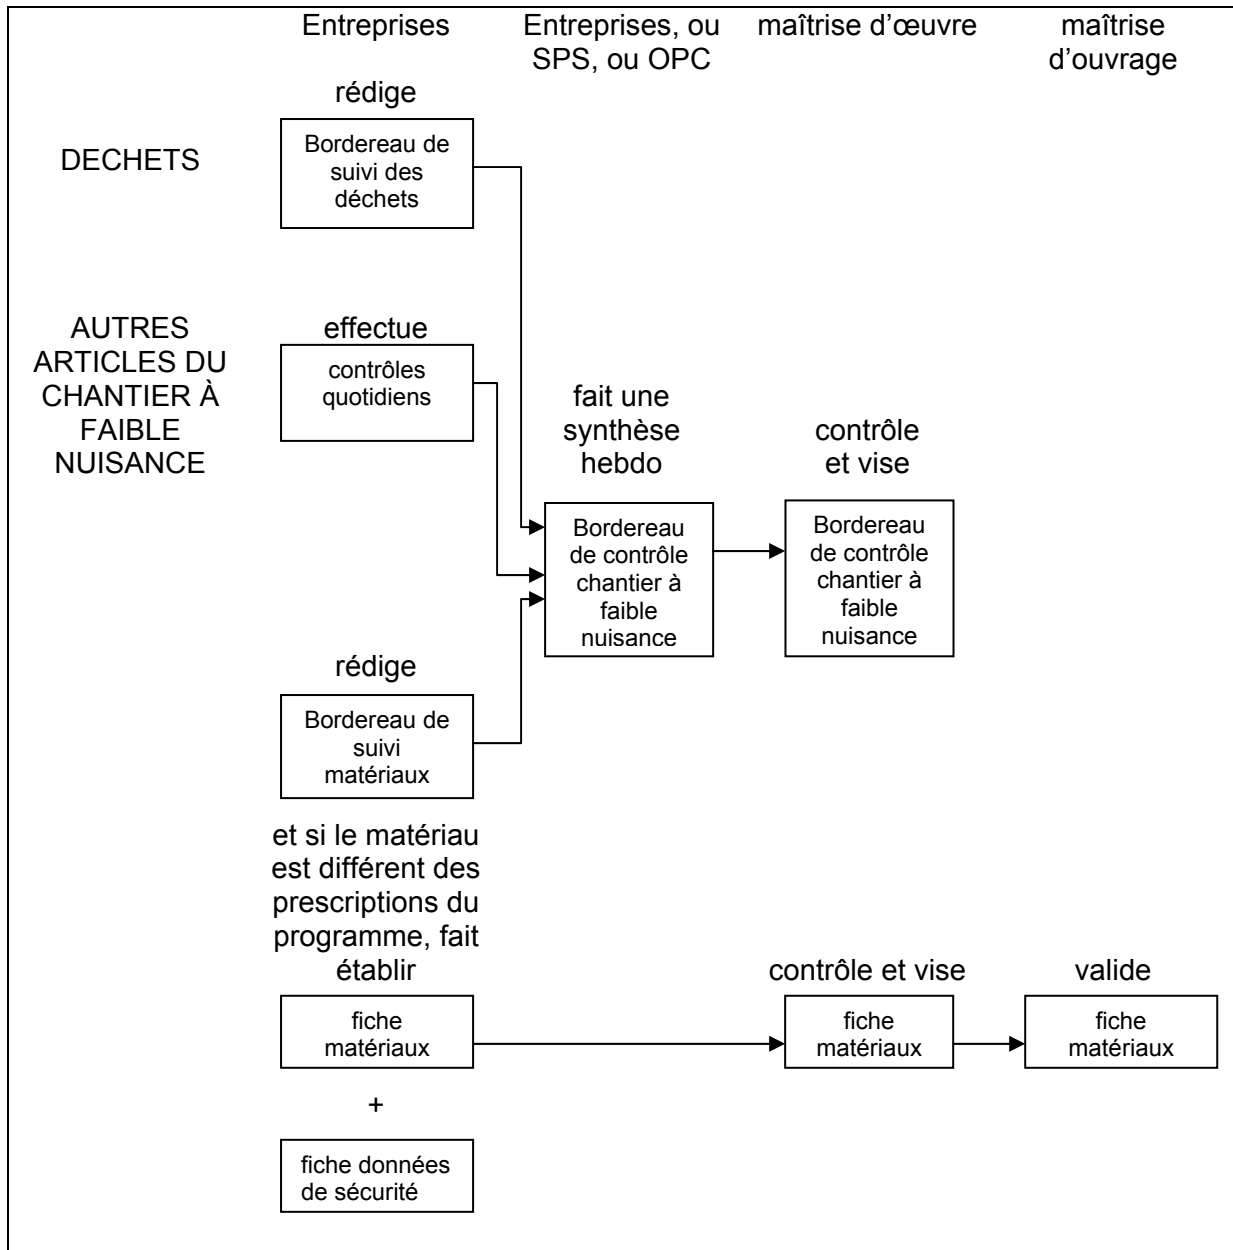 Entreprises
Entreprises, ou
SPS, ou OPC
maîtrise d'œuvre
maîtrise
d'ouvrage
rédige
DECHETS
Bordereau de
suivi des
déchets
AUTRES
ARTICLES DU
CHANTIER À
FAIBLE
NUISANCE
effectue
contrôles
quotidiens
fait une
synthèse
hebdo
contrôle
et vise
Bordereau
de contrôle
chantier à
faible
nuisance
Bordereau
de contrôle
chantier à
faible
nuisance
rédige
Bordereau de
suivi
matériaux
et si le matériau
est différent des
prescriptions du
programme, fait
établir
contrôle et vise
valide
fiche
matériaux
fiche
matériaux
fiche
matériaux
+
fiche données
de sécurité